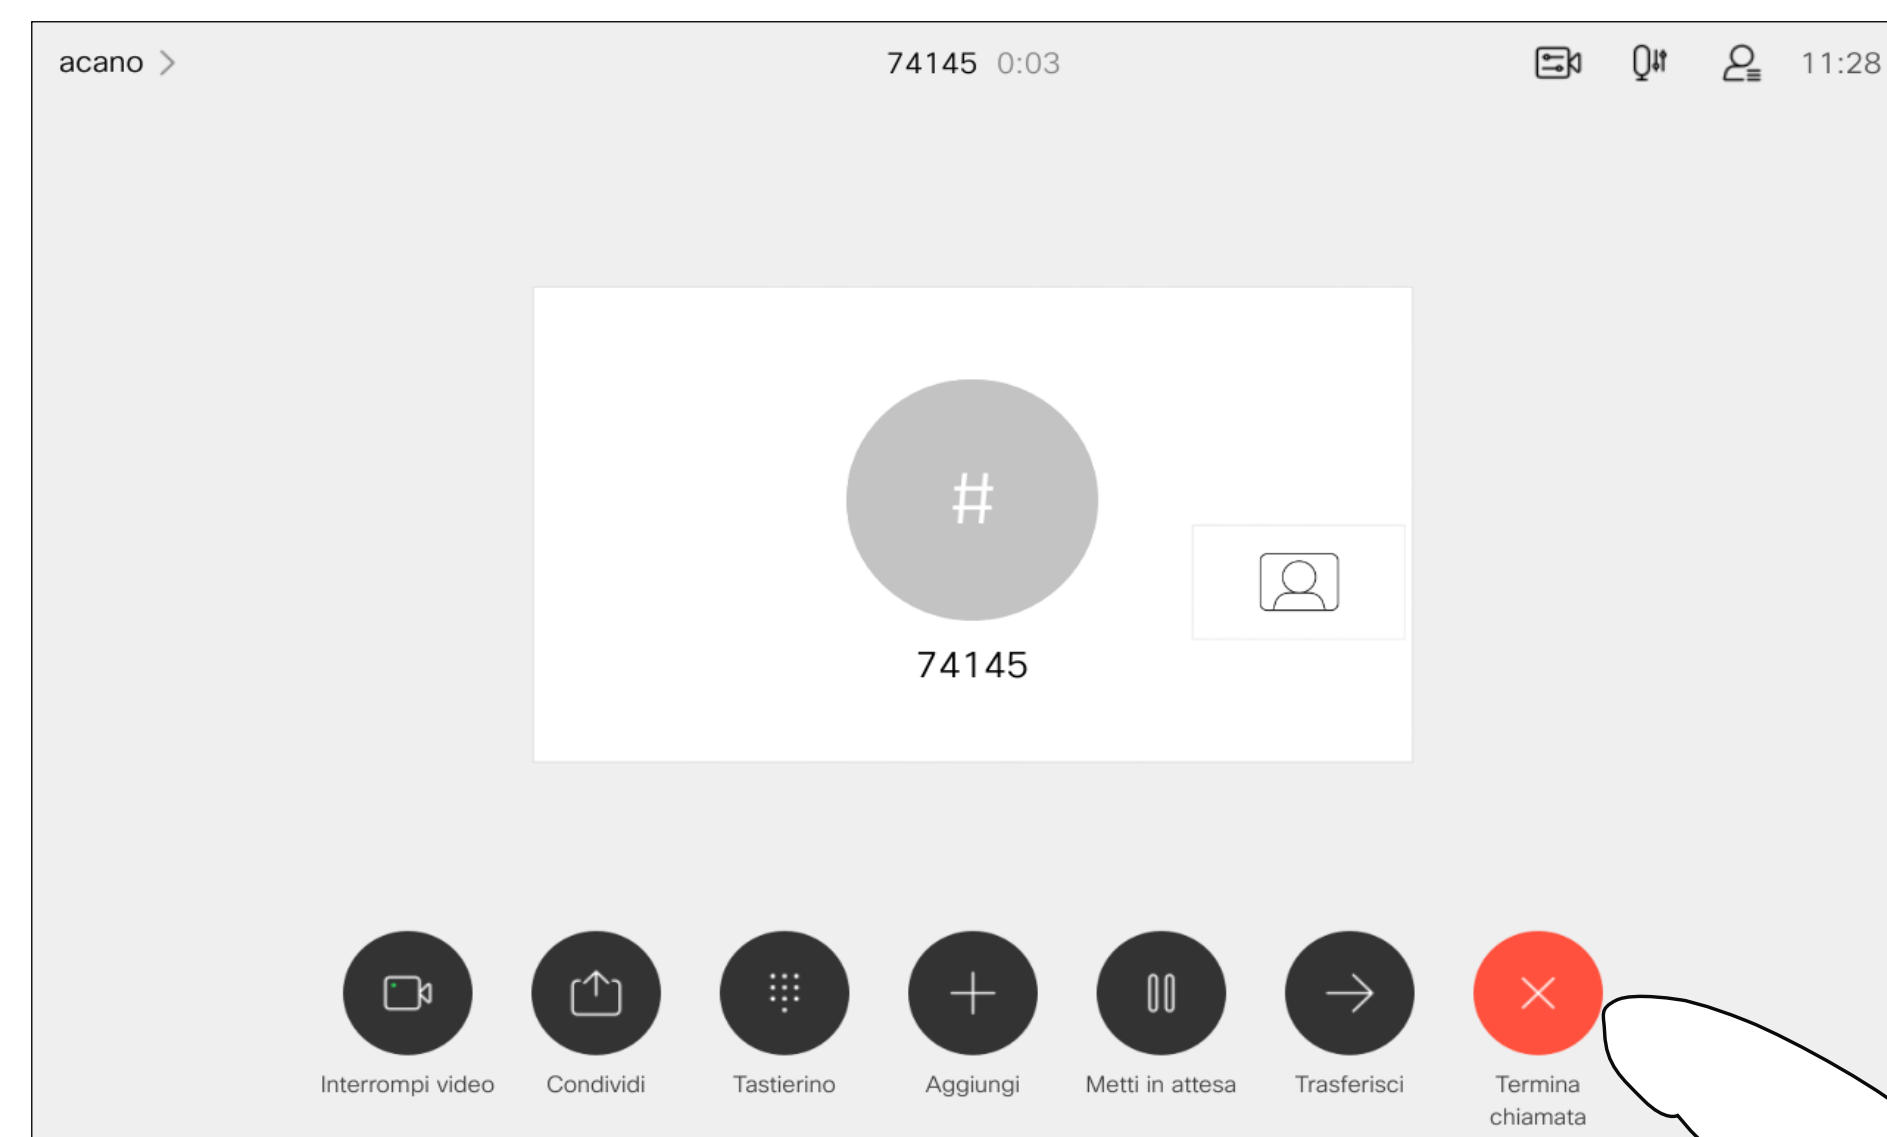 acano
74145 0:03
11:28
#
74145
Interrompi video
Condividi
Tastierino
Aggiungi
Metti in attesa
Trasferisci
Termina
chiamata